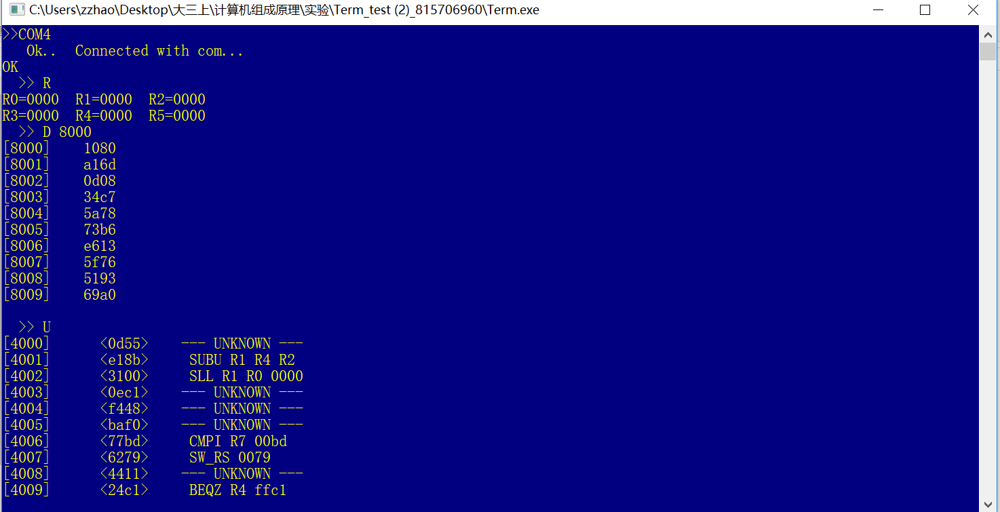 C:\Users\zzhao\Desktop\大三上\计算机组成原理\实验\Term_test (2)_815706960\Term.exe
>>COM4
Ok.. Connected with com...
OK
>> R
R0=0000 R1=0000 R2=0000
R3=0000 R4=0000 R5=0000
>> D 8000
[8000] 1080
[8001] a16d
[8002] 0d08
[8003] 34c7
[8004] 5a78
[8005] 73b6
[8006] e613
[8007] 5f76
[8008] 5193
[8009] 69a0
>> U
[4000] <0d55> --- UNKNOWN ---
[4001] <e18b> SUBU R1 R4 R2
[4002] <3100> SLL R1 R0 0000
[4003] <0ec1> --- UNKNOWN ---
[4004] <f448> --- UNKNOWN ---
[4005] <baf0> --- UNKNOWN ---
[4006] <77bd> CMPI R7 00bd
[4007] <6279> SW_RS 0079
[4008] <4411> --- UNKNOWN ---
[4009] <24c1> BEQZ R4 ffc1